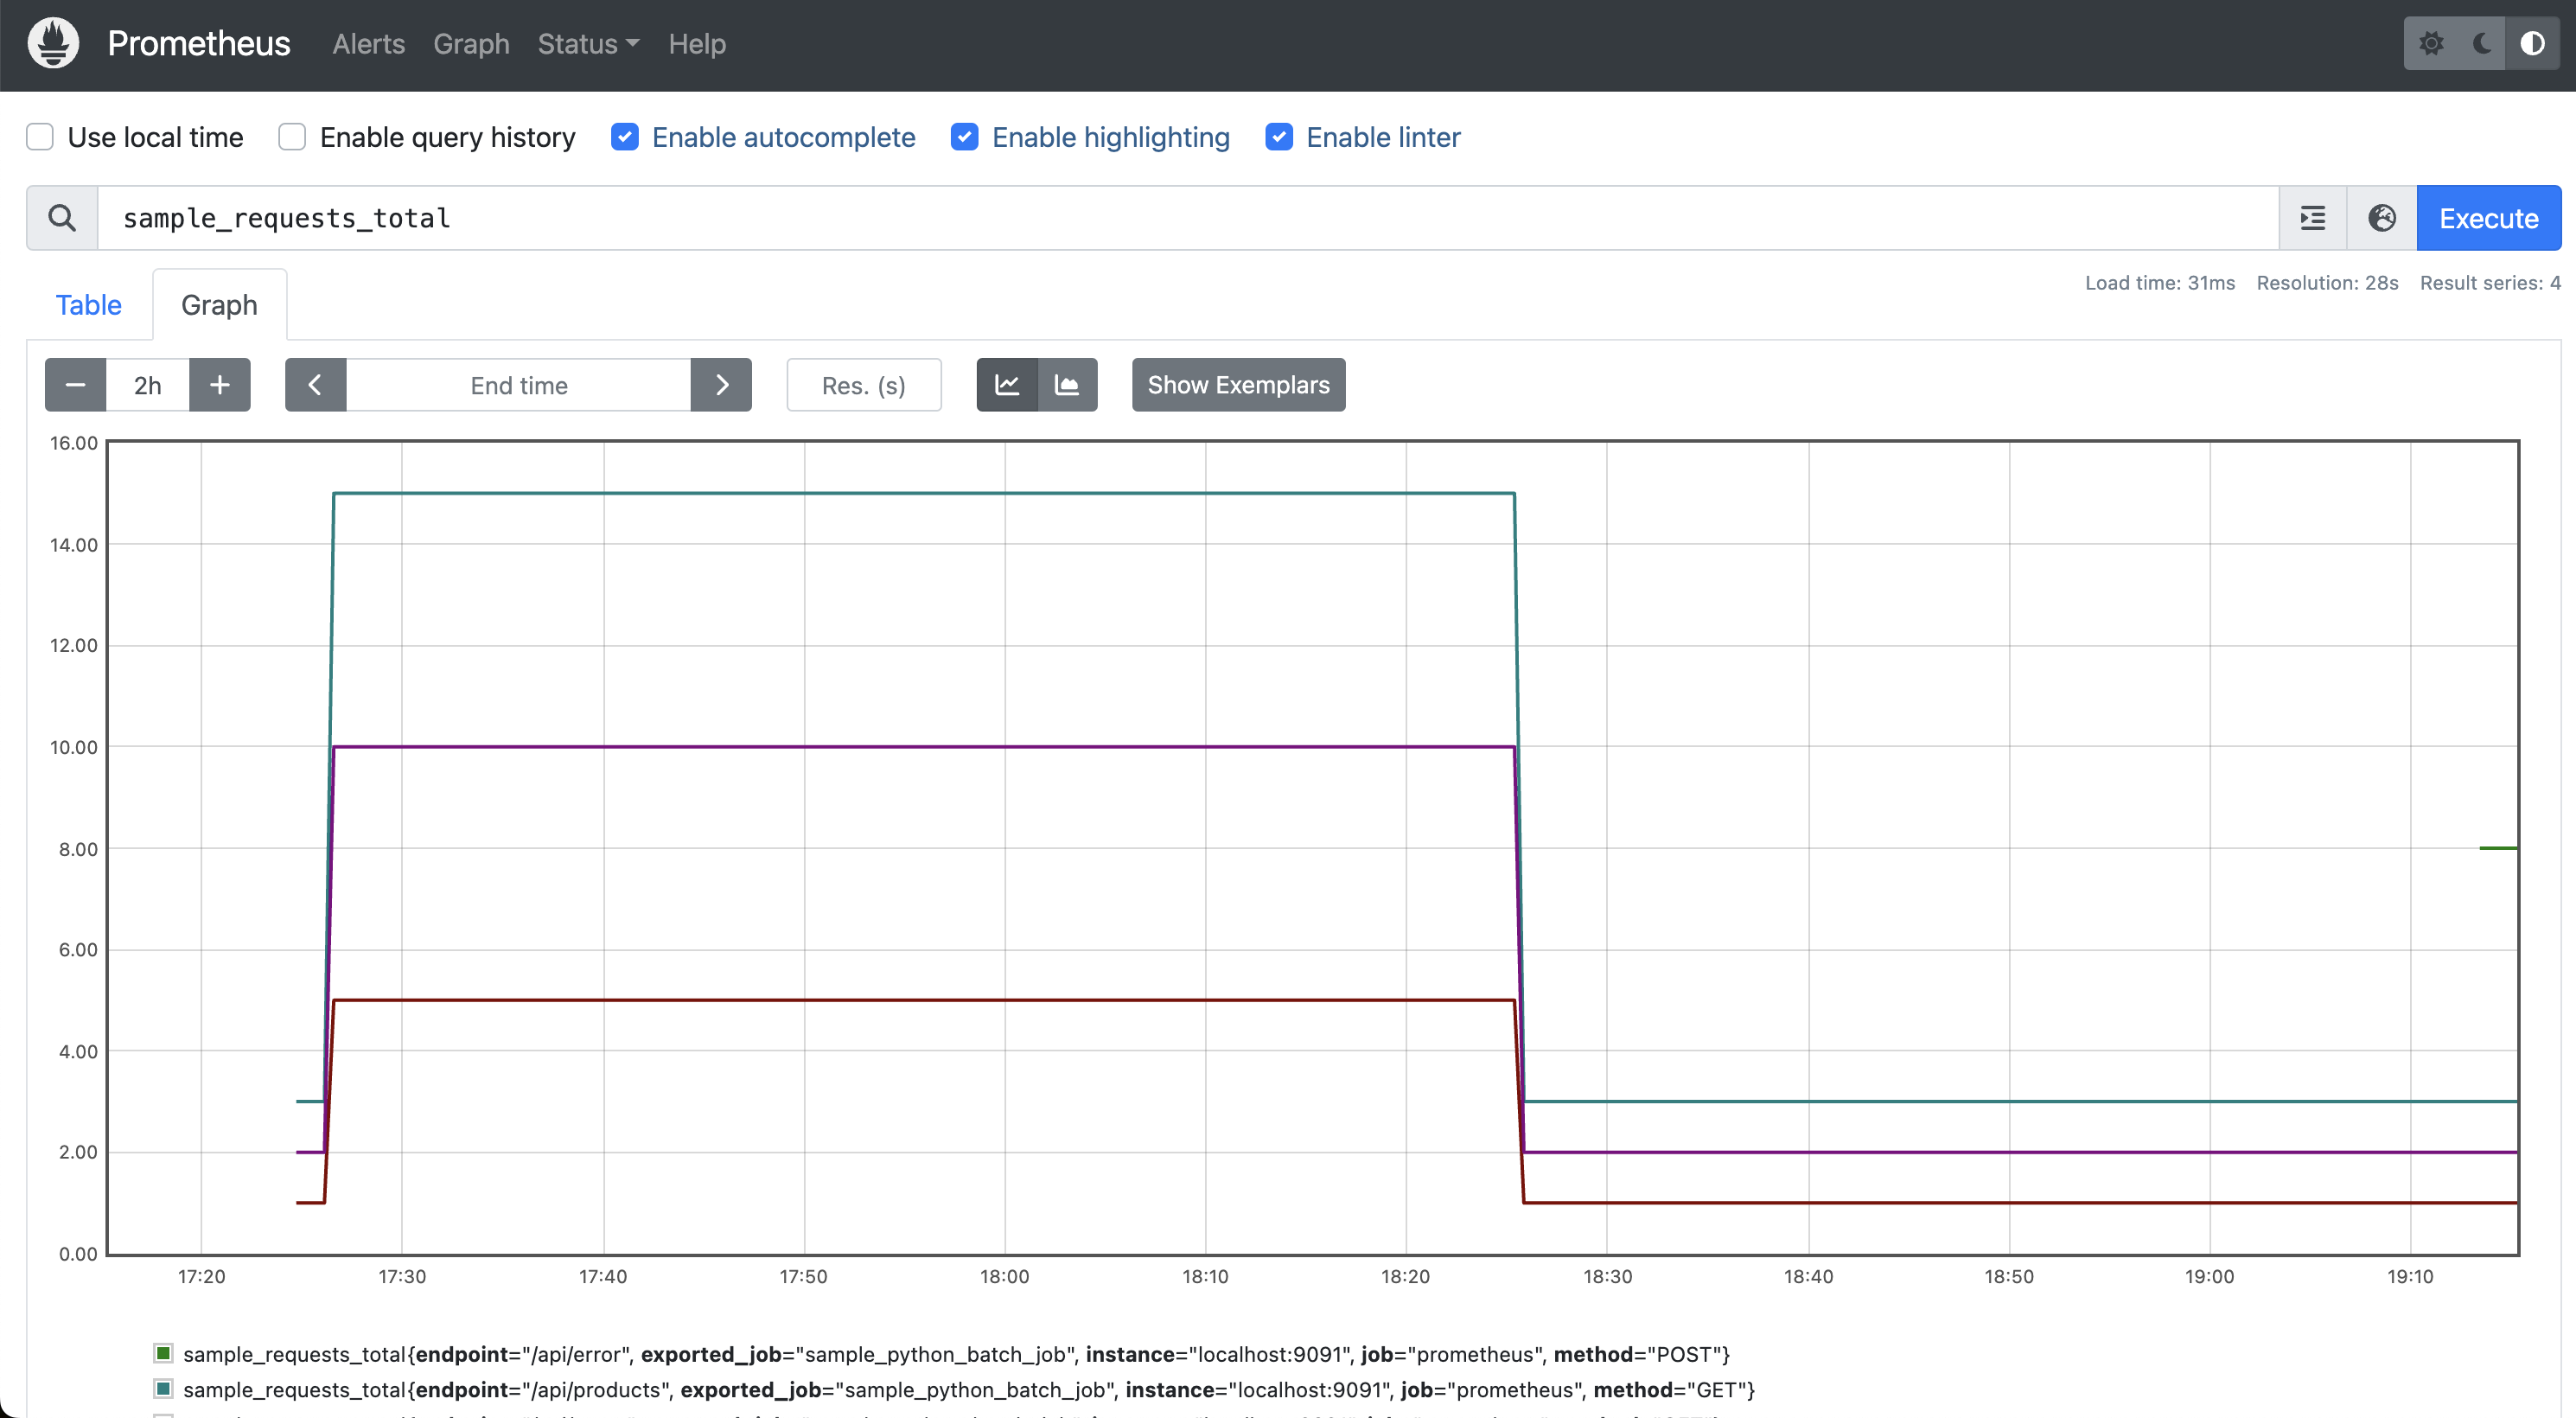 Prometheus Alerts Graph Status Help
Use local time Enable query history Enable autocomplete Enable highlighting Enable linter
sample_requests_total Execute
Load time: 31ms Resolution: 28s Result series: 4
Table Graph
2h End time Res. (s) Show Exemplars
16.00
14.00
12.00
10.00
8.00
6.00
4.00
2.00
0.00
17:20 17:30 17:40 17:50 18:00 18:10 18:20 18:30 18:40 18:50 19:00 19:10
sample_requests_total{endpoint="/api/error", exported_job="sample_python_batch_job", instance="localhost:9091", job="prometheus", method="POST"}
sample_requests_total{endpoint="/api/products", exported_job="sample_python_batch_job", instance="localhost:9091", job="prometheus", method="GET"}